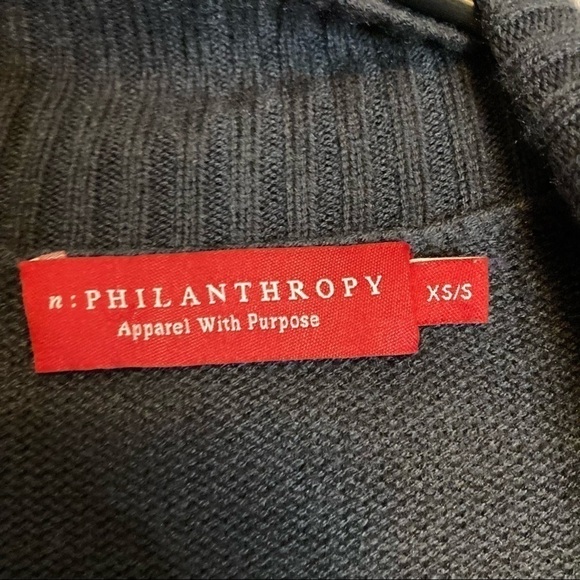 n: PHILANTHROPY
Apparel With Purpose
XS/S